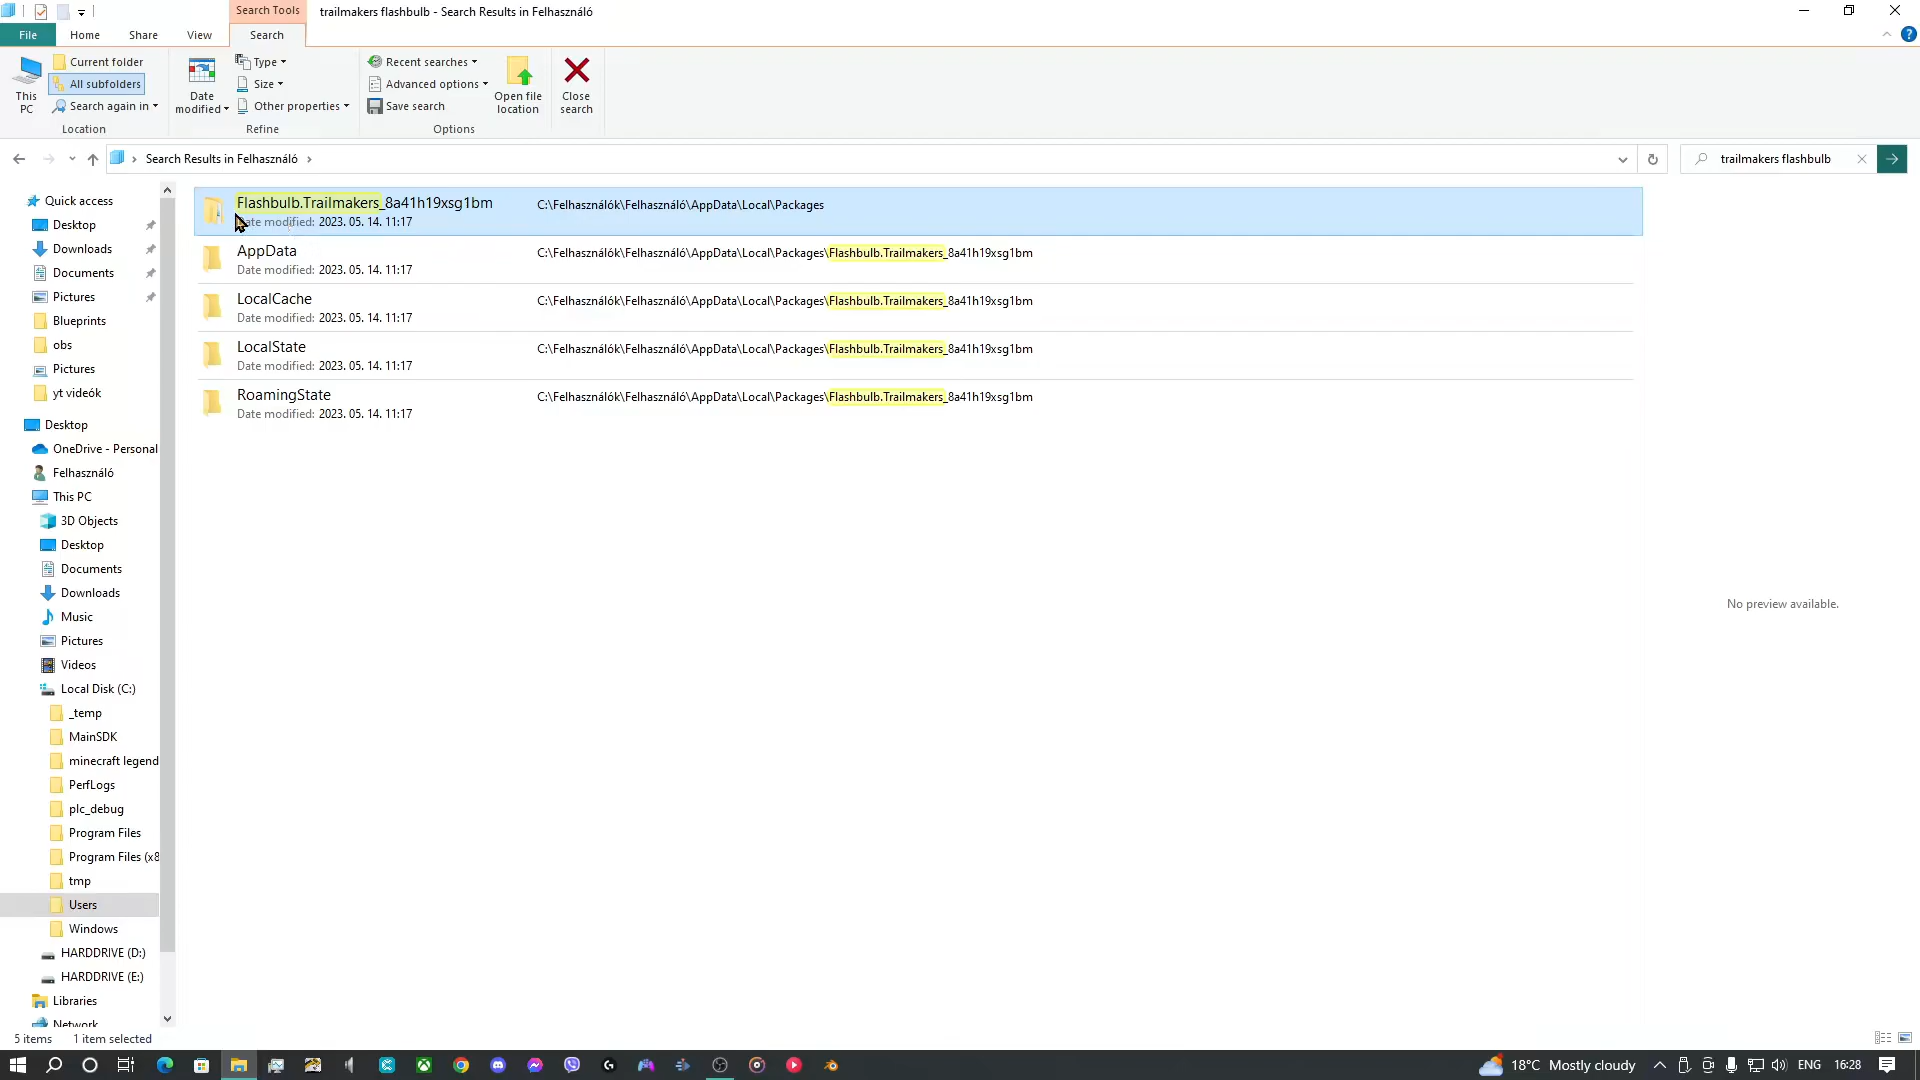 Search Tools
trailmakers flashbulb - Search Results in Felhasználó
File
Home
Share
View
Search
Current folder
All subfolders
Search again in
This PC
Location
Date modified
Type
Size
Other properties
Refine
Recent searches
Advanced options
Save search
Open file location
Options
Close search
Search Results in Felhasználó
trailmakers flashbulb
Quick access
Desktop
Downloads
Documents
Pictures
Blueprints
obs
Pictures
yt videók
Desktop
OneDrive - Personal
Felhasználó
This PC
3D Objects
Desktop
Documents
Downloads
Music
Pictures
Videos
Local Disk (C:)
_temp
MainSDK
minecraft legend
PerfLogs
plc_debug
Program Files
Program Files (x8
tmp
Users
Windows
HARDDRIVE (D:)
HARDDRIVE (E:)
Libraries
Network
Flashbulb.Trailmakers_8a41h19xsg1bm
C:\Felhasználók\Felhasználó\AppData\Local\Packages
Date modified: 2023. 05. 14. 11:17
AppData
C:\Felhasználók\Felhasználó\AppData\Local\Packages\Flashbulb.Trailmakers_8a41h19xsg1bm
Date modified: 2023. 05. 14. 11:17
LocalCache
C:\Felhasználók\Felhasználó\AppData\Local\Packages\Flashbulb.Trailmakers_8a41h19xsg1bm
Date modified: 2023. 05. 14. 11:17
LocalState
C:\Felhasználók\Felhasználó\AppData\Local\Packages\Flashbulb.Trailmakers_8a41h19xsg1bm
Date modified: 2023. 05. 14. 11:17
RoamingState
C:\Felhasználók\Felhasználó\AppData\Local\Packages\Flashbulb.Trailmakers_8a41h19xsg1bm
Date modified: 2023. 05. 14. 11:17
No preview available.
5 items 1 item selected
18°C Mostly cloudy
ENG
16:28